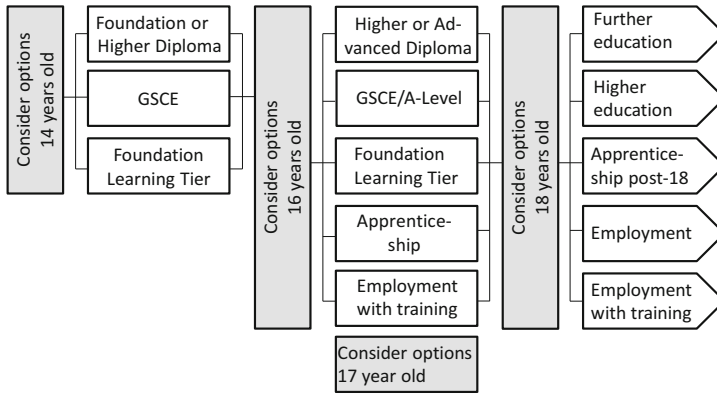 Consider options
14 years old
Foundation or
Higher Diploma
GSCE
Foundation
Learning Tier
Consider options
16 years old
Higher or Ad-
vanced Diploma
GSCE/A-Level
Foundation
Learning Tier
Apprentice-
ship
Employment
with training
Consider options
17 year old
Consider options
18 years old
Further
education
Higher
education
Apprentice-
ship post-18
Employment
Employment
with training